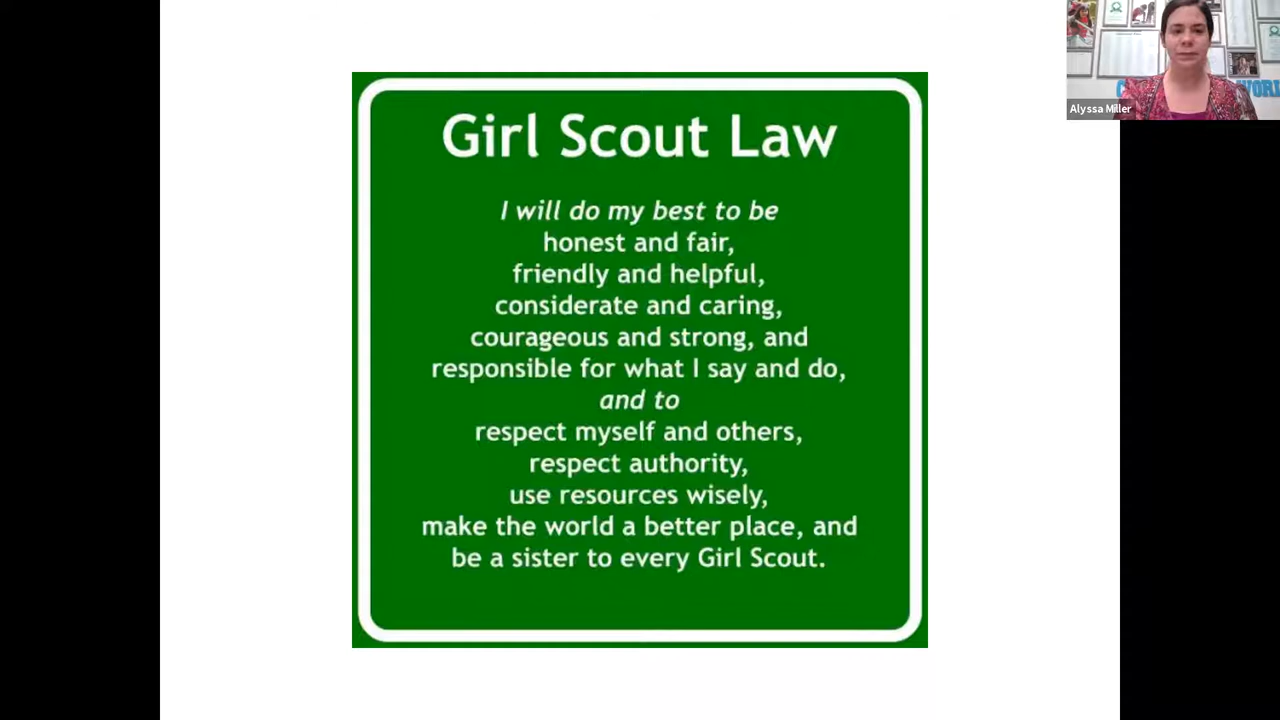 Girl Scout Law
I will do my best to be
honest and fair,
friendly and helpful,
considerate and caring,
courageous and strong, and
responsible for what I say and do,
and to
respect myself and others,
respect authority,
use resources wisely,
make the world a better place, and
be a sister to every Girl Scout.
Alyssa Miller